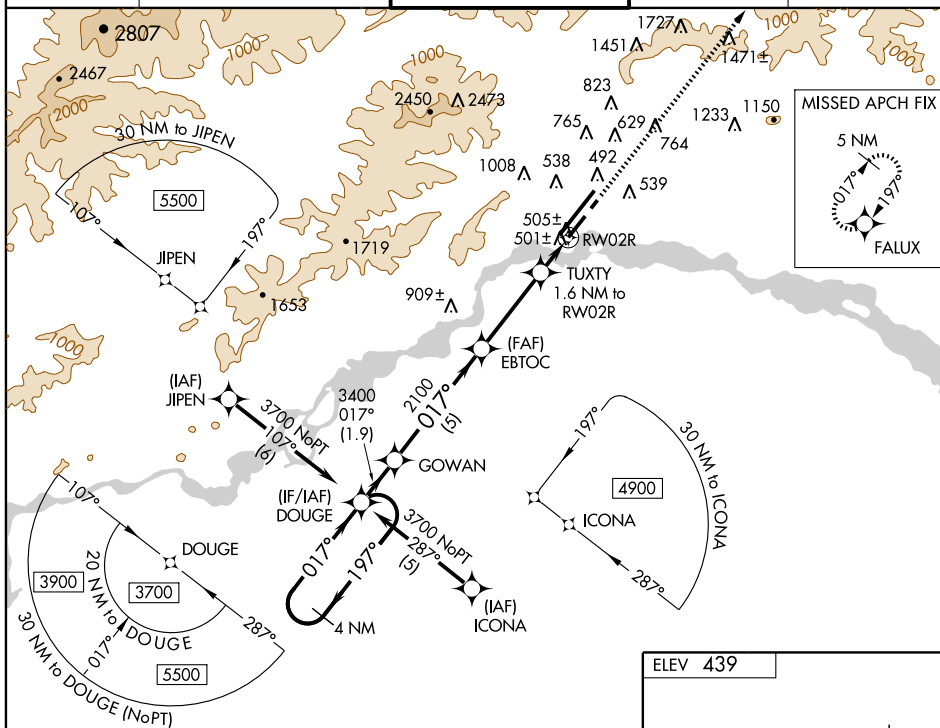 2807
2467
2000
1000
1000
2450
2473
1727
1451
1471±
1000
823
765
629
764
1233
1150
1008
538
492
539
505±
501±
RW02R
MISSED APCH FIX
5 NM
017°
197°
FALUX
30 NM to JIPEN
5500
107°
197°
JIPEN
1719
1653
909±
1000
TUXTY
1.6 NM to
RW02R
(FAF)
EBTOC
(IAF)
JIPEN
3700 NoPT
107°
(6)
3400
017°
(1.9)
2100
017°
(5)
GOWAN
(IF/IAF)
DOUGE
3700 NoPT
287°
(5)
(IAF)
ICONA
017°
197°
4 NM
197°
30 NM to ICONA
4900
ICONA
287°
107°
DOUGE
3900
3700
20 NM to DOUGE
017°
287°
5500
30 NM to DOUGE (NoPT)
ELEV 439